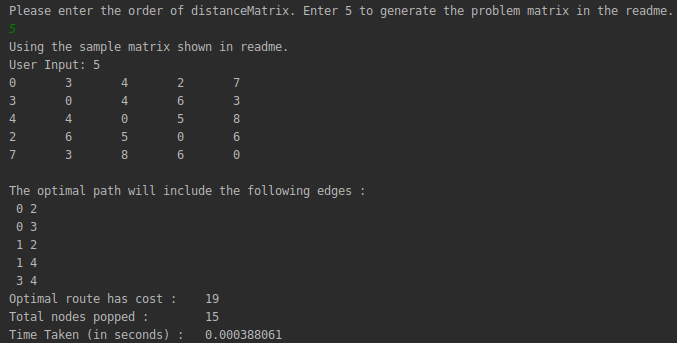 Please enter the order of distanceMatrix. Enter 5 to generate the problem matrix in the readme.
5
Using the sample matrix shown in readme.
User Input: 5
0 3 4 2 7
3 0 4 6 3
4 4 0 5 8
2 6 5 0 6
7 3 8 6 0
The optimal path will include the following edges :
0 2
0 3
1 2
1 4
3 4
Optimal route has cost : 19
Total nodes popped : 15
Time Taken (in seconds) : 0.000388061